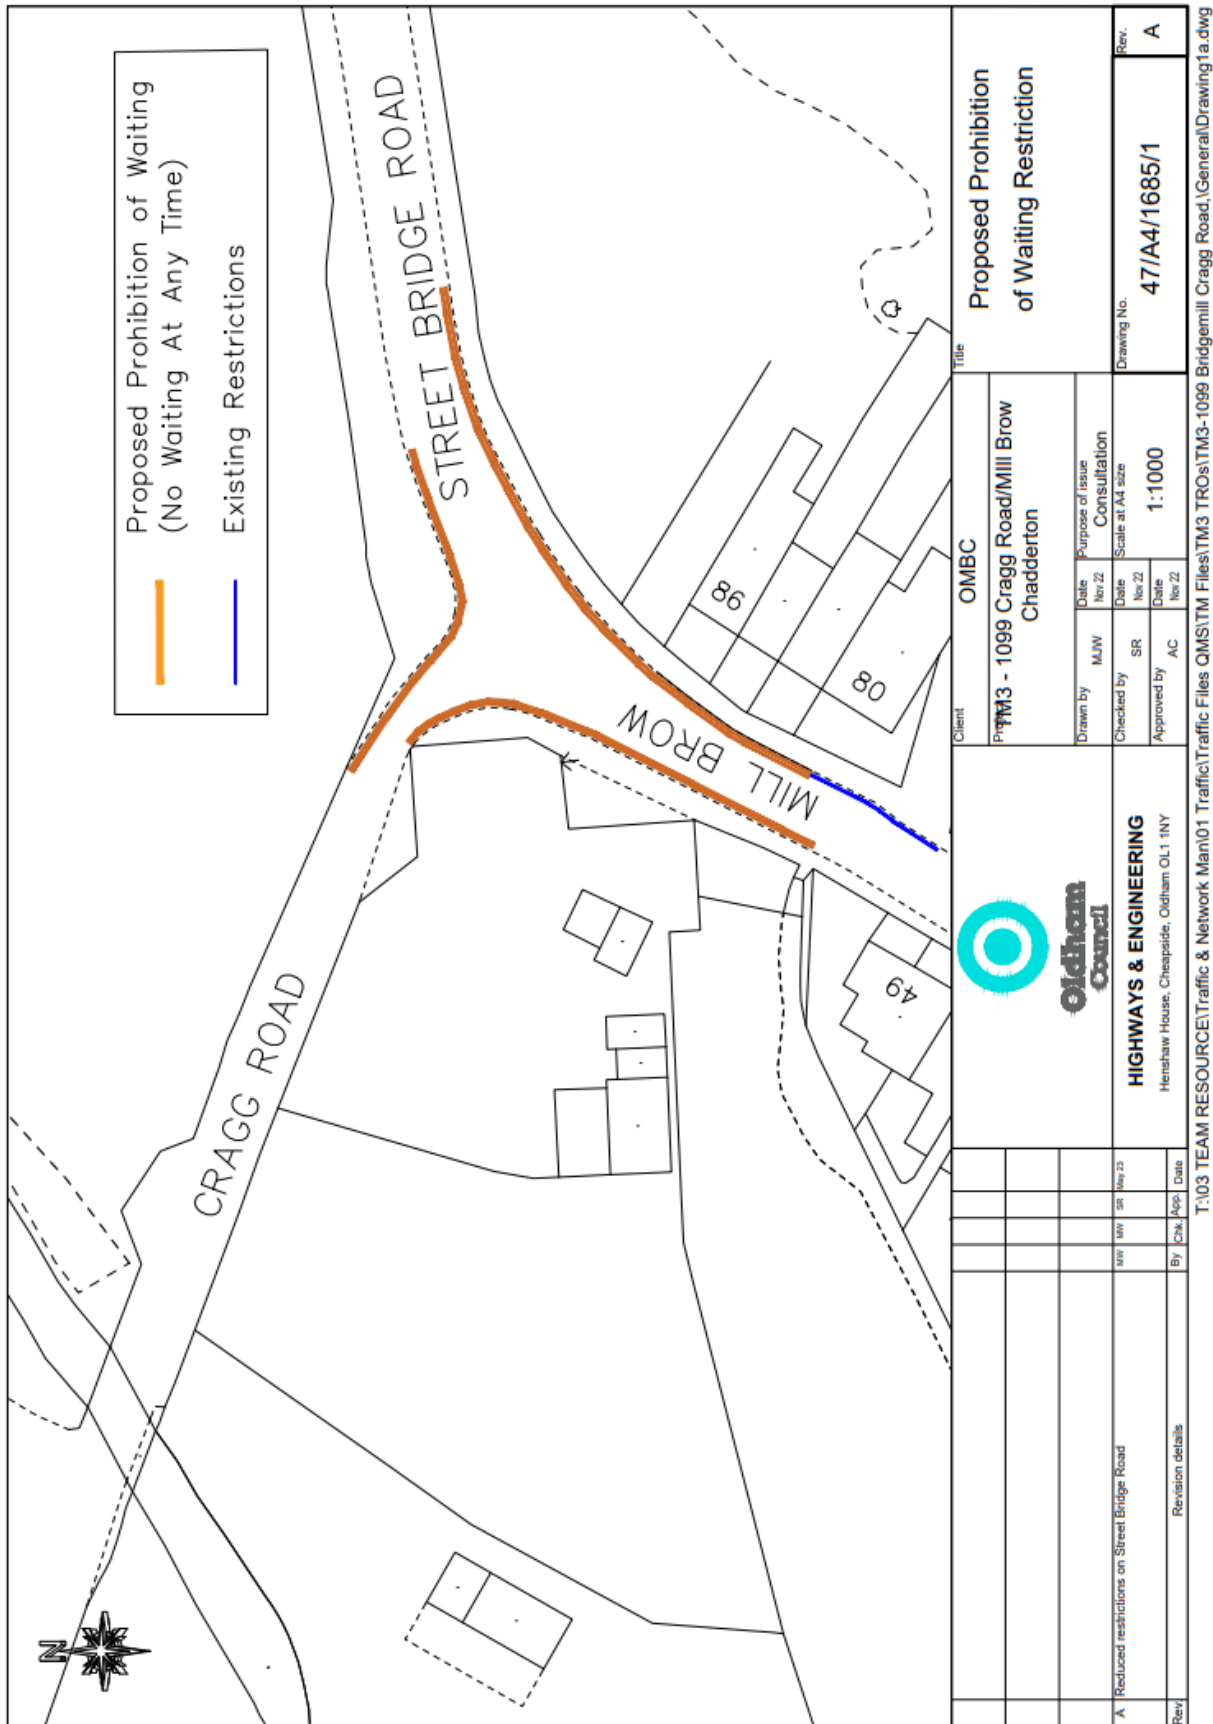 Proposed Prohibition of Waiting
(No Waiting At Any Time)
Existing Restrictions
STREET BRIDGE ROAD
CRAGG ROAD
MILL BROW
86
80
49
N
A Reduced restrictions on Street Bridge Road MW MW SR May 23
Rev: Revision details By Chk. App. Date
Oldham
Council
HIGHWAYS & ENGINEERING
Henshaw House, Cheapside, Oldham OL1 1NY
Client
OMBC
TM3 - 1099 Cragg Road/Mill Brow
Chadderton
Drawn by
MJW
Date
Nov 22
Purpose of issue
Consultation
Checked by
SR
Date
Nov 22
Scale at A4 size
1:1000
Approved by
AC
Date
Nov 22
Title
Proposed Prohibition
of Waiting Restriction
Drawing No.
47/A4/1685/1
Rev.
A
T:\03 TEAM RESOURCE\Traffic & Network Man\01 Traffic\Traffic Files QMS\TM Files\TM3 TROs\TM3-1099 Bridgemill Cragg Road,\General\Drawing1a.dwg